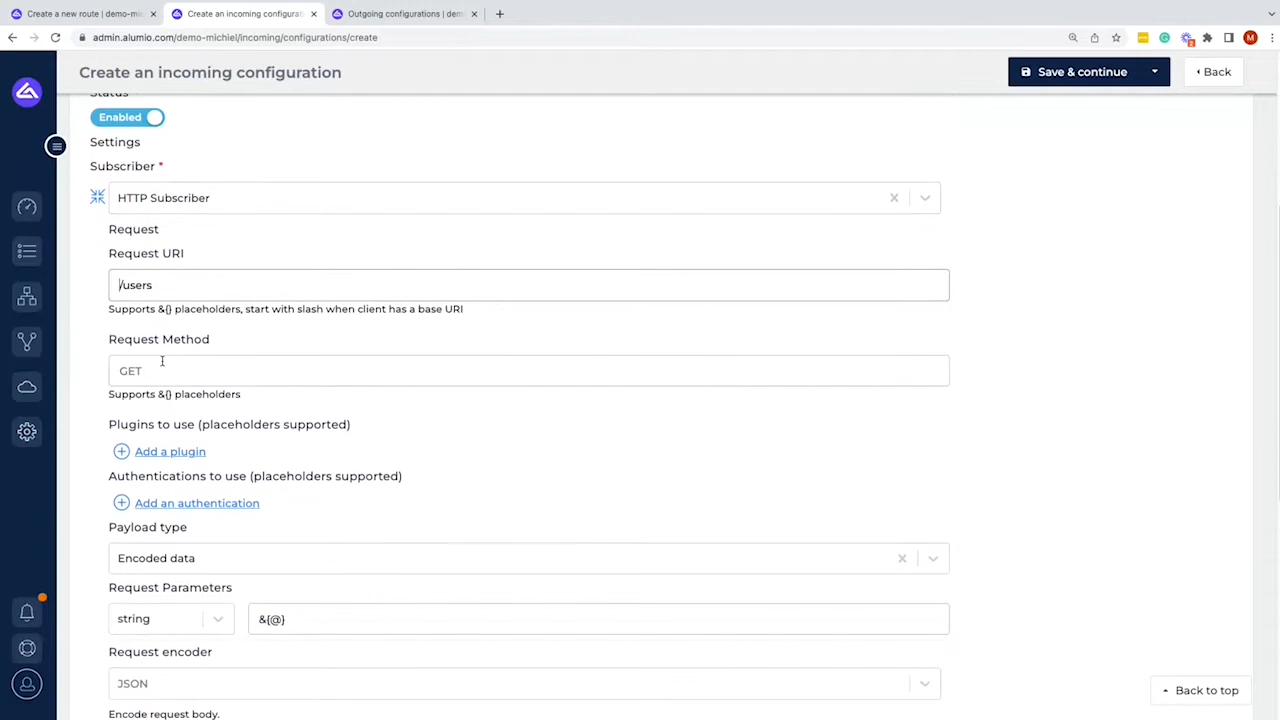 Create a new route | demo-mi
Create an incoming configurati
Outgoing configurations | dem
admin.alumio.com/demo-michiel/incoming/configurations/create
M
Create an incoming configuration
Save & continue
Back
Status
Enabled
Settings
Subscriber *
HTTP Subscriber
Request
Request URI
/users
Supports &{} placeholders, start with slash when client has a base URI
Request Method
GET
Supports &{} placeholders
Plugins to use (placeholders supported)
Add a plugin
Authentications to use (placeholders supported)
Add an authentication
Payload type
Encoded data
Request Parameters
string
&{@}
Request encoder
JSON
Encode request body.
Back to top